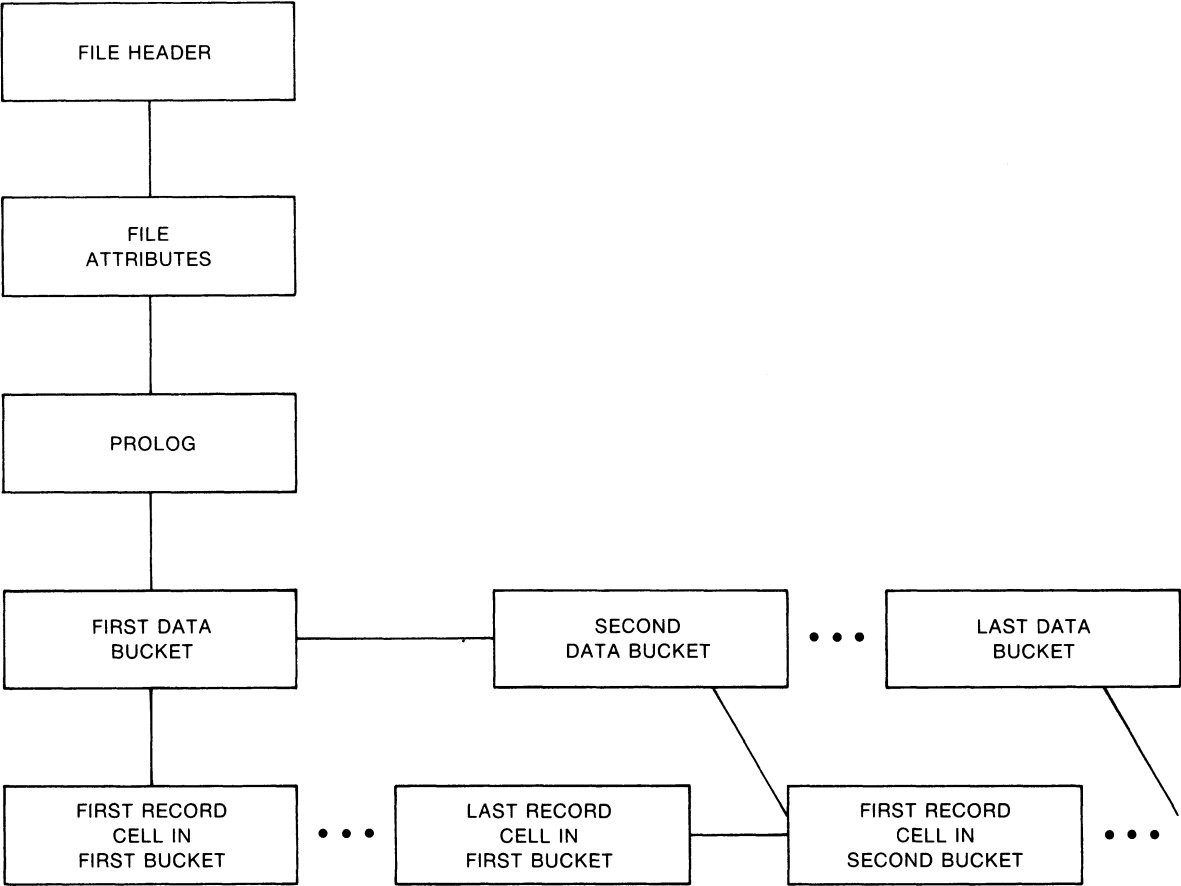 FILE HEADER
FILE
ATTRIBUTES
PROLOG
FIRST DATA
BUCKET
SECOND
DATA BUCKET
LAST DATA
BUCKET
FIRST RECORD
CELL IN
FIRST BUCKET
LAST RECORD
CELL IN
FIRST BUCKET
FIRST RECORD
CELL IN
SECOND BUCKET